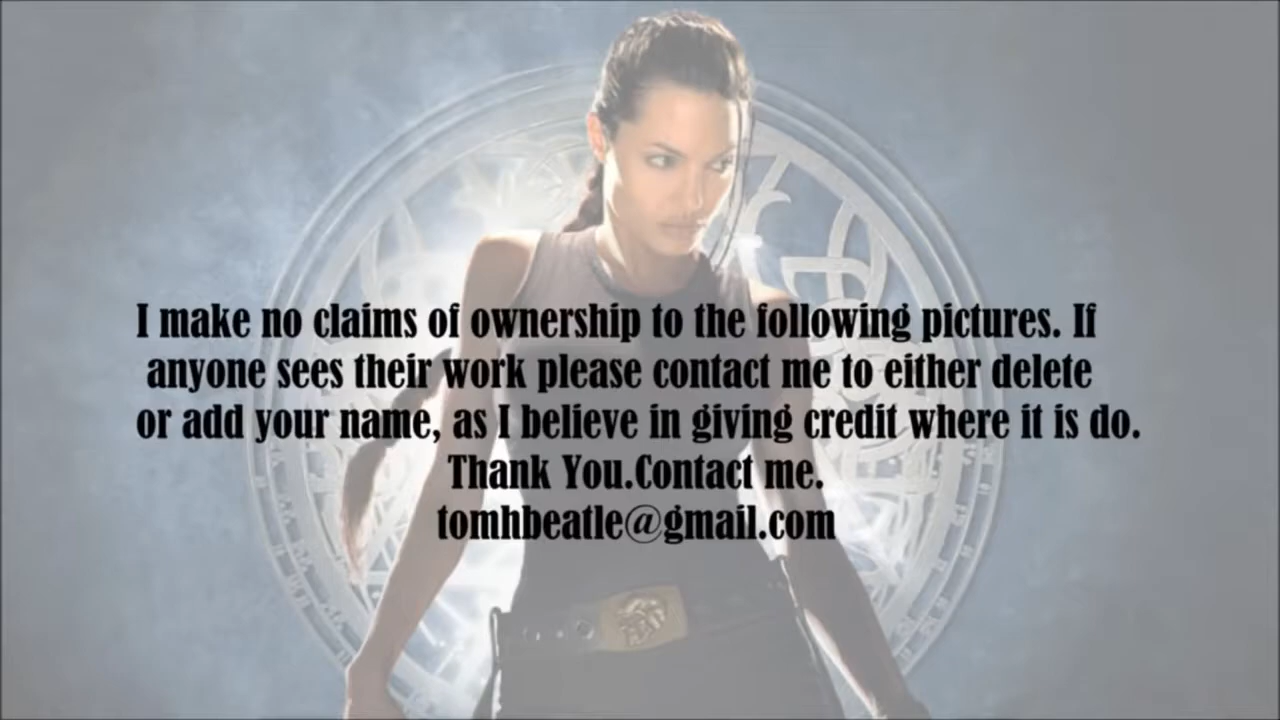 I make no claims of ownership to the following pictures. If
anyone sees their work please contact me to either delete
or add your name, as I believe in giving credit where it is do.
Thank You.Contact me.
tomhbeatle@gmail.com